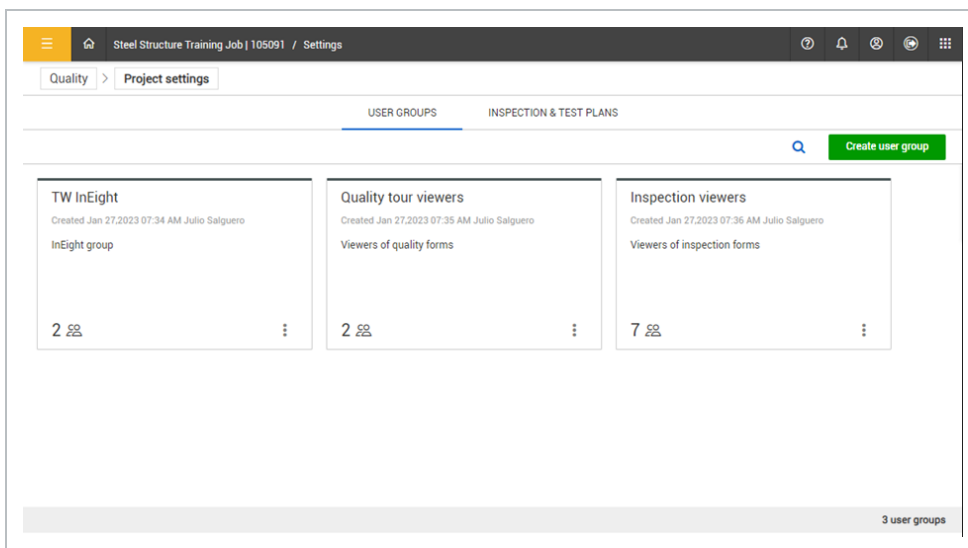 Steel Structure Training Job | 105091 / Settings
Quality > Project settings
USER GROUPS INSPECTION & TEST PLANS
Create user group
TW InEight
Created Jan 27,2023 07:34 AM Julio Salguero
InEight group
2
Quality tour viewers
Created Jan 27,2023 07:35 AM Julio Salguero
Viewers of quality forms
2
Inspection viewers
Created Jan 27,2023 07:36 AM Julio Salguero
Viewers of inspection forms
7
3 user groups